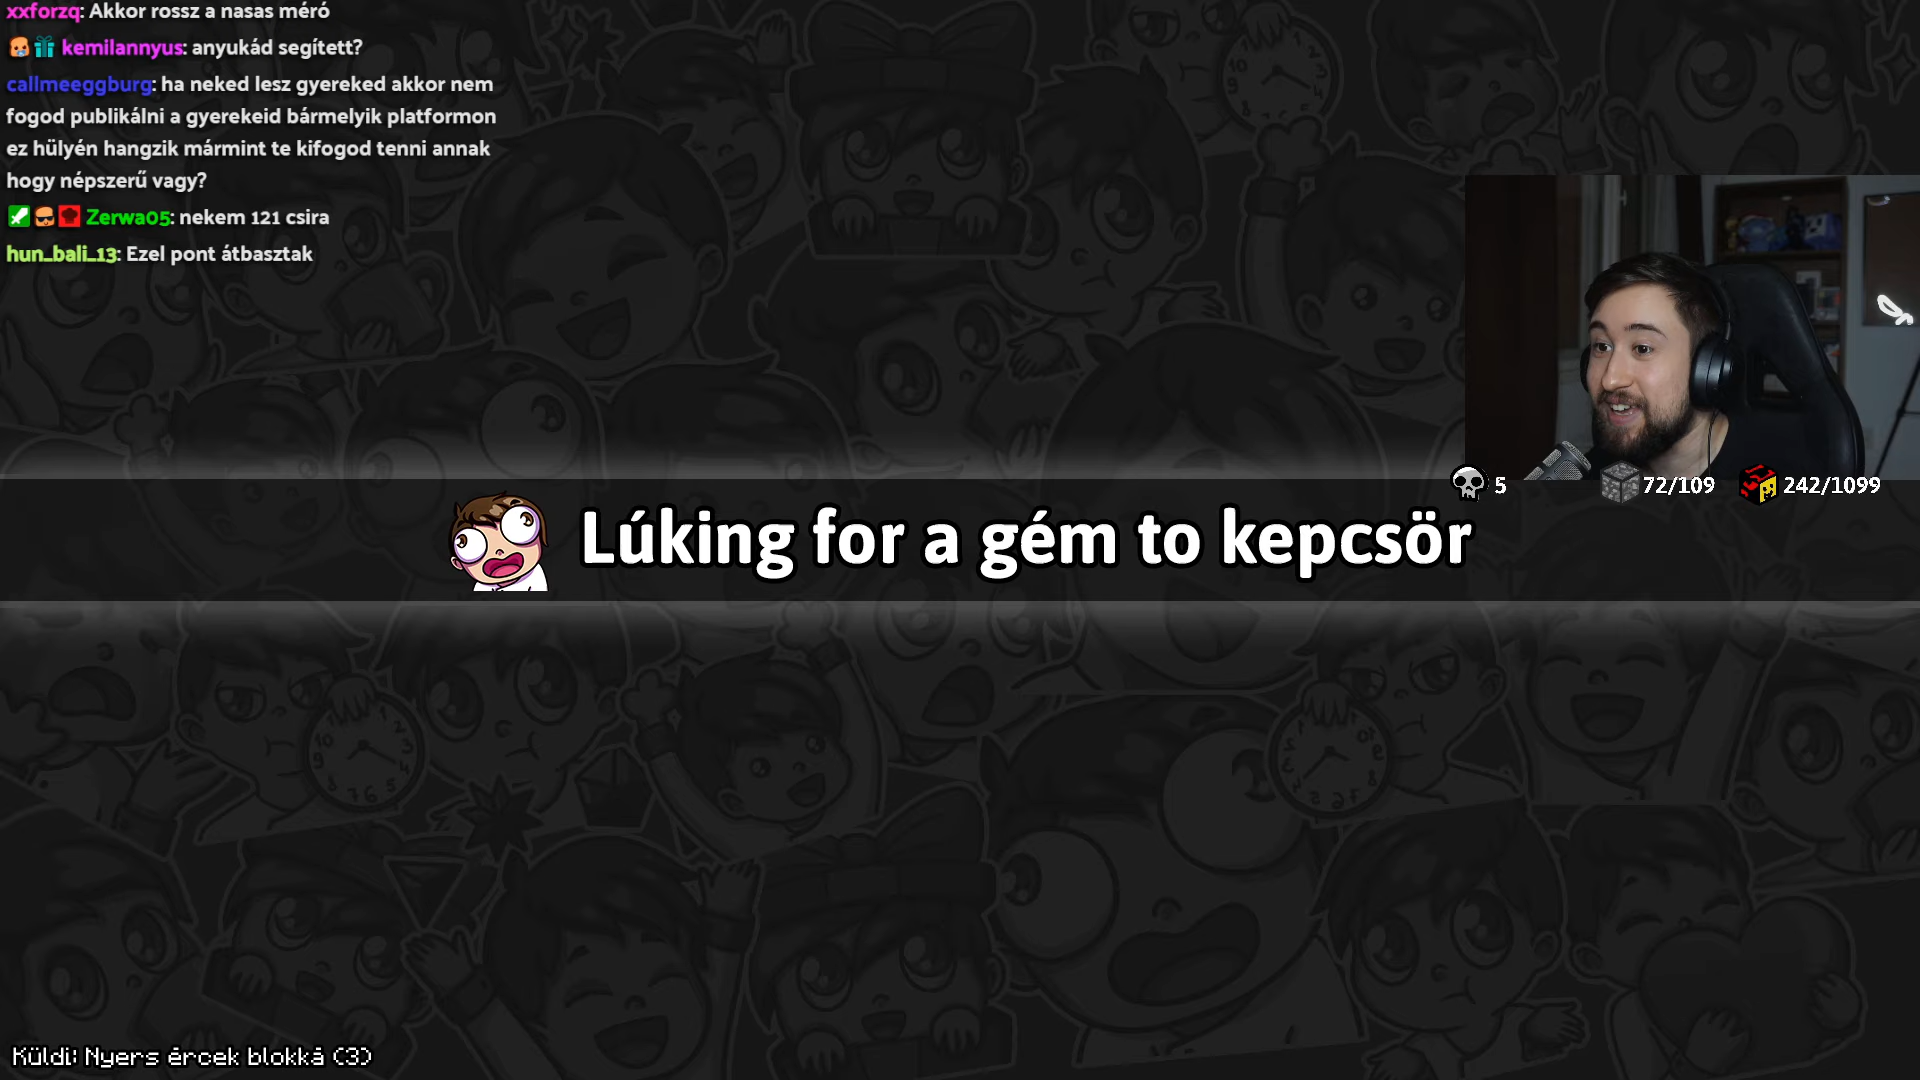 xxforzq: Akkor rossz a nasas méró
kemilannyus: anyukád segített?
callmeeggburg: ha neked lesz gyereked akkor nem
fogod publikálni a gyerekeid bármelyik platformon
ez hülyén hangzik mármint te kifogod tenni annak
hogy népszerű vagy?
Zerwa05: nekem 121 csira
hun_bali_13: Ezel pont átbasztak
5 72/109 242/1099
Lúking for a gém to kepcsör
Küldi: Nyers ércek blokká (3)